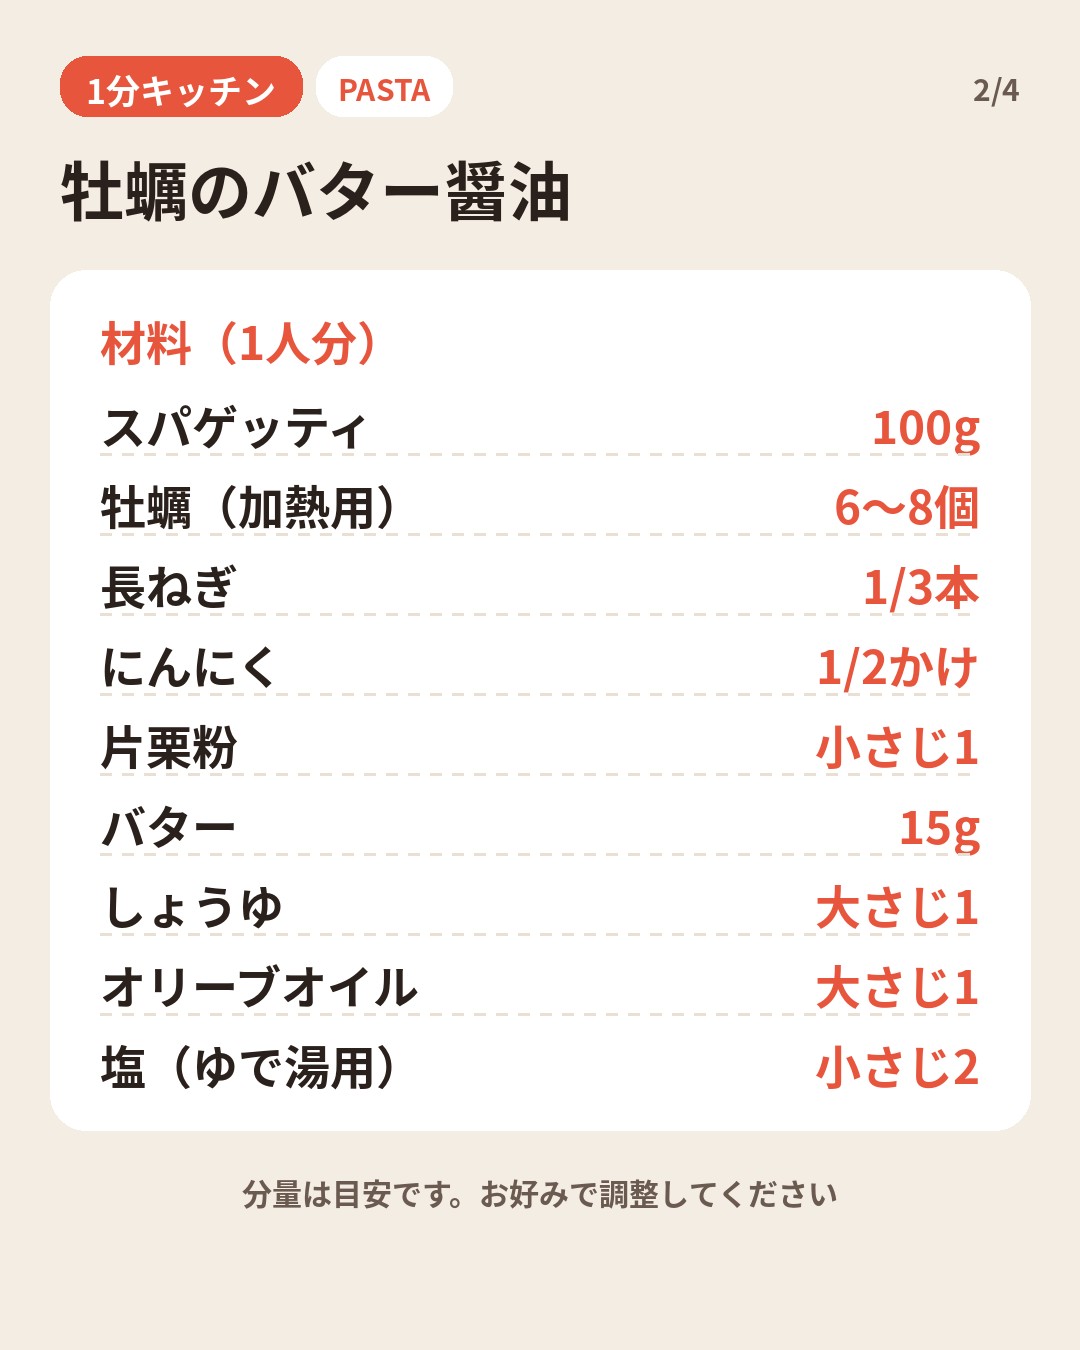 1分キッチン PASTA 2/4
牡蠣のバター醤油
材料（1人分）
スパゲッティ 100g
牡蠣（加熱用） 6〜8個
長ねぎ 1/3本
にんにく 1/2かけ
片栗粉 小さじ1
バター 15g
しょうゆ 大さじ1
オリーブオイル 大さじ1
塩（ゆで湯用） 小さじ2
分量は目安です。お好みで調整してください